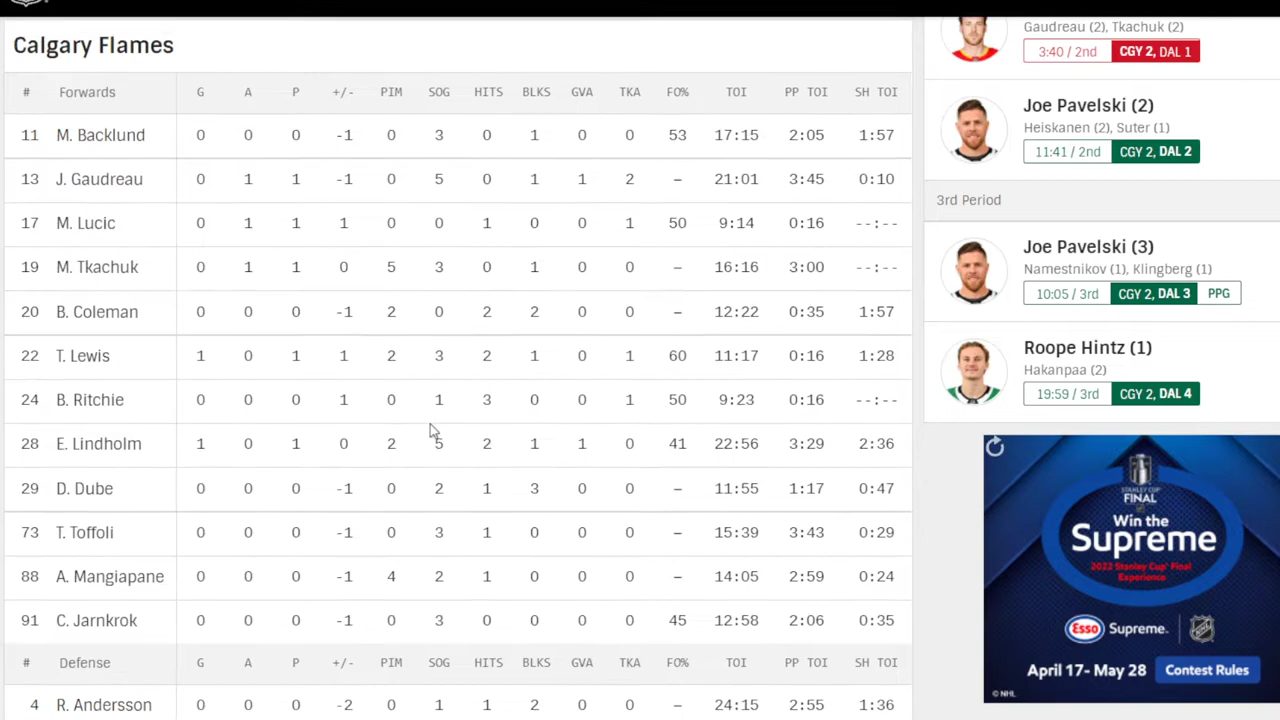 Calgary Flames
# Forwards G A P +/- PIM SOG HITS BLKS GVA TKA FO% TOI PP TOI SH TOI
11 M. Backlund 0 0 0 -1 0 3 0 1 0 0 53 17:15 2:05 1:57
13 J. Gaudreau 0 1 1 -1 0 5 1 1 2 – 21:01 3:45 0:10
17 M. Lucic 0 1 1 1 0 0 1 0 0 1 50 9:14 0:16 --:--
19 M. Tkachuk 0 1 1 0 5 3 0 0 0 0 – 16:16 3:00 --:--
20 B. Coleman 0 0 0 -1 2 0 2 2 0 0 – 12:22 0:35 1:57
22 T. Lewis 1 0 1 1 2 3 2 1 0 1 60 11:17 0:16 1:28
24 B. Ritchie 0 0 0 1 0 1 3 0 0 1 50 9:23 0:16 --:--
28 E. Lindholm 1 0 1 0 2 5 2 1 1 0 41 22:56 3:29 2:36
29 D. Dube 0 0 0 -1 0 2 1 3 0 0 – 11:55 1:17 0:47
73 T. Toffoli 0 0 0 -1 0 3 1 0 0 0 – 15:39 3:43 0:29
88 A. Mangiapane 0 0 0 -1 4 2 1 0 0 0 – 14:05 2:59 0:24
91 C. Jarnkrok 0 0 0 -1 0 3 0 0 0 0 45 12:58 2:06 0:35
# Defense G A P +/- PIM SOG HITS BLKS GVA TKA FO% TOI PP TOI SH TOI
4 R. Andersson 0 0 0 -2 0 1 1 2 0 0 – 24:15 2:55 1:36
Gaudreau (2), Tkachuk (2)
3:40 / 2nd CGY 2, DAL 1
Joe Pavelski (2)
Heiskanen (2), Suter (1)
11:41 / 2nd CGY 2, DAL 2
3rd Period
Joe Pavelski (3)
Namestnikov (1), Klingberg (1)
10:05 / 3rd CGY 2, DAL 3 PPG
Roope Hintz (1)
Hakanpaa (2)
19:59 / 3rd CGY 2, DAL 4
STANLEY CUP
FINAL
Win the
Supreme
2022 Stanley Cup Final
Experience
Esso Supreme. NHL
April 17- May 28 Contest Rules
© NHL